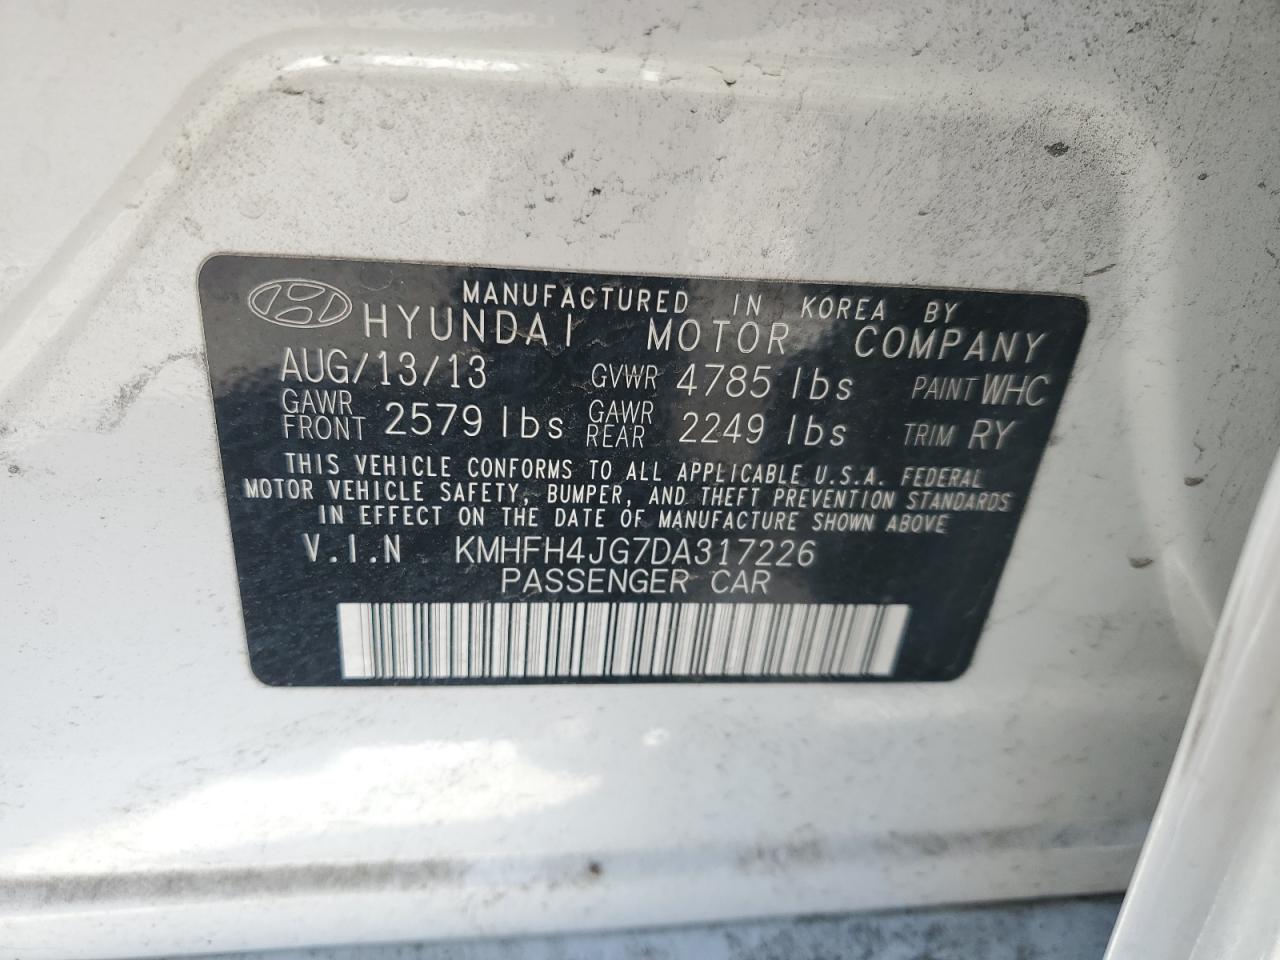 MANUFACTURED IN KOREA BY
HYUNDAI MOTOR COMPANY
AUG/13/13 GVWR 4785 lbs PAINT WHC
GAWR FRONT 2579 lbs GAWR REAR 2249 lbs TRIM RY
THIS VEHICLE CONFORMS TO ALL APPLICABLE U.S.A. FEDERAL
MOTOR VEHICLE SAFETY, BUMPER, AND THEFT PREVENTION STANDARDS
IN EFFECT ON THE DATE OF MANUFACTURE SHOWN ABOVE
V.I.N KMHFH4JG7DA317226
PASSENGER CAR